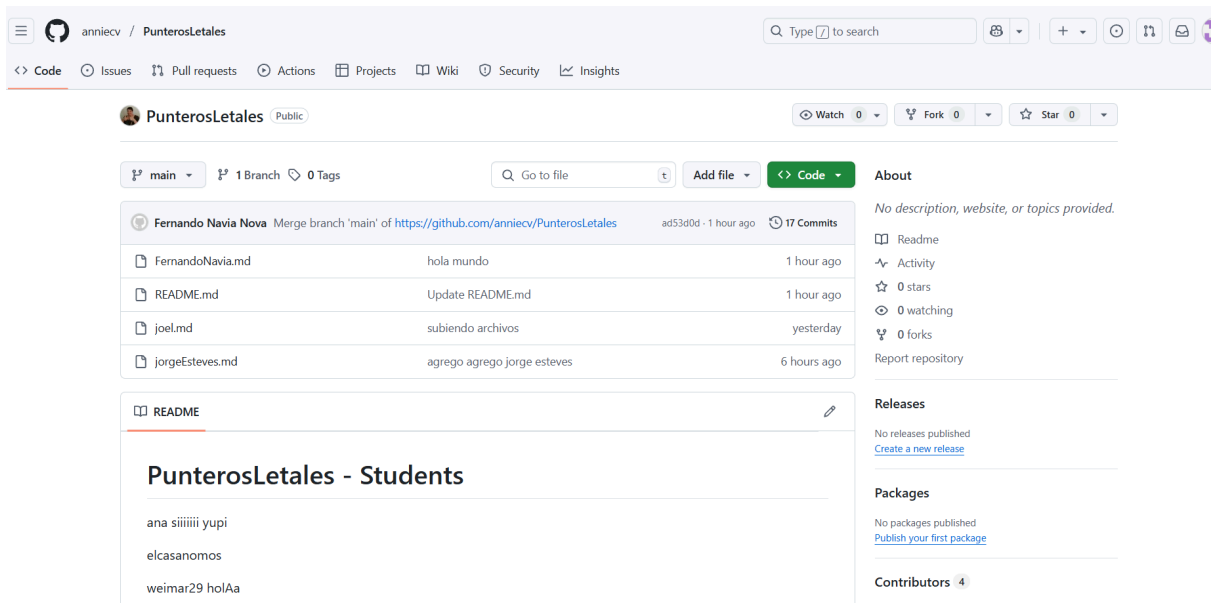 anniecv / PunterosLetales
Type / to search
Code Issues Pull requests Actions Projects Wiki Security Insights
PunterosLetales Public
Watch 0 Fork 0 Star 0
main 1 Branch 0 Tags
Go to file t Add file Code
Fernando Navia Nova Merge branch 'main' of https://github.com/anniecv/PunterosLetales ad53d0d · 1 hour ago 17 Commits
FernandoNavia.md hola mundo 1 hour ago
README.md Update README.md 1 hour ago
joel.md subiendo archivos yesterday
jorgeEsteves.md agrego agrego jorge esteves 6 hours ago
README
PunterosLetales - Students
ana siiiiiii yupi
elcasanomos
weimar29 holAa
About
No description, website, or topics provided.
Readme
Activity
0 stars
0 watching
0 forks
Report repository
Releases
No releases published
Create a new release
Packages
No packages published
Publish your first package
Contributors 4